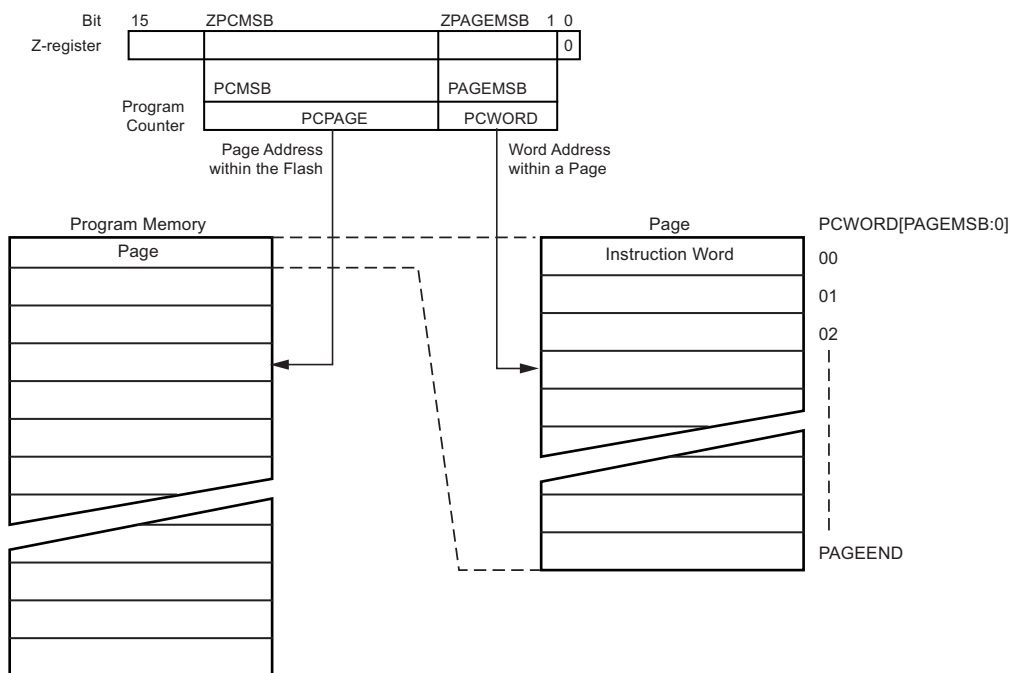 Bit 15 ZPCMSB ZPAGEMSB 1 0
Z-register 0
PCMSB PAGEMSB
Program
Counter
PCPAGE PCWORD
Page Address
within the Flash
Word Address
within a Page
Program Memory
Page
Page
Instruction Word
PCWORD[PAGEMSB:0]
00
01
02
PAGEEND